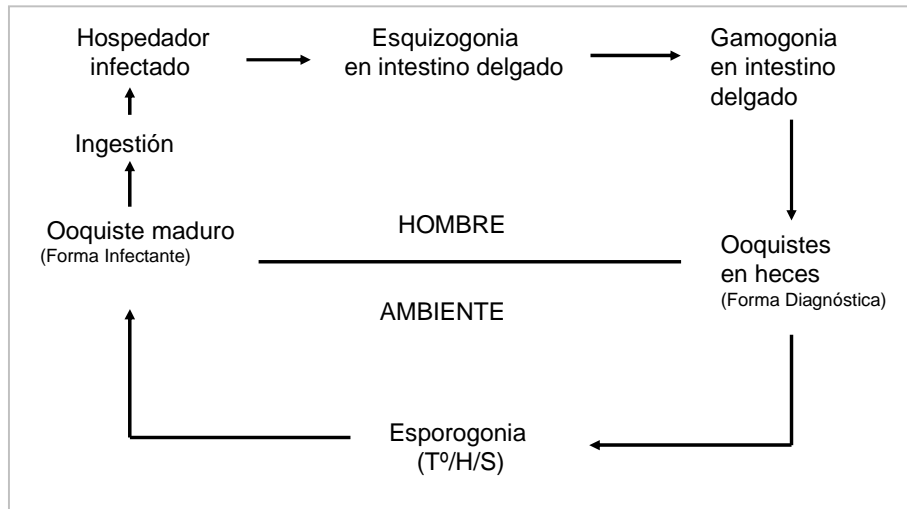 Hospedador
infectado
Esquizogonia
en intestino delgado
Gamogonia
en intestino
delgado
Ingestión
Ooquiste maduro
(Forma Infectante)
HOMBRE
Ooquistes
en heces
(Forma Diagnóstica)
AMBIENTE
Esporogonia
(Tº/H/S)